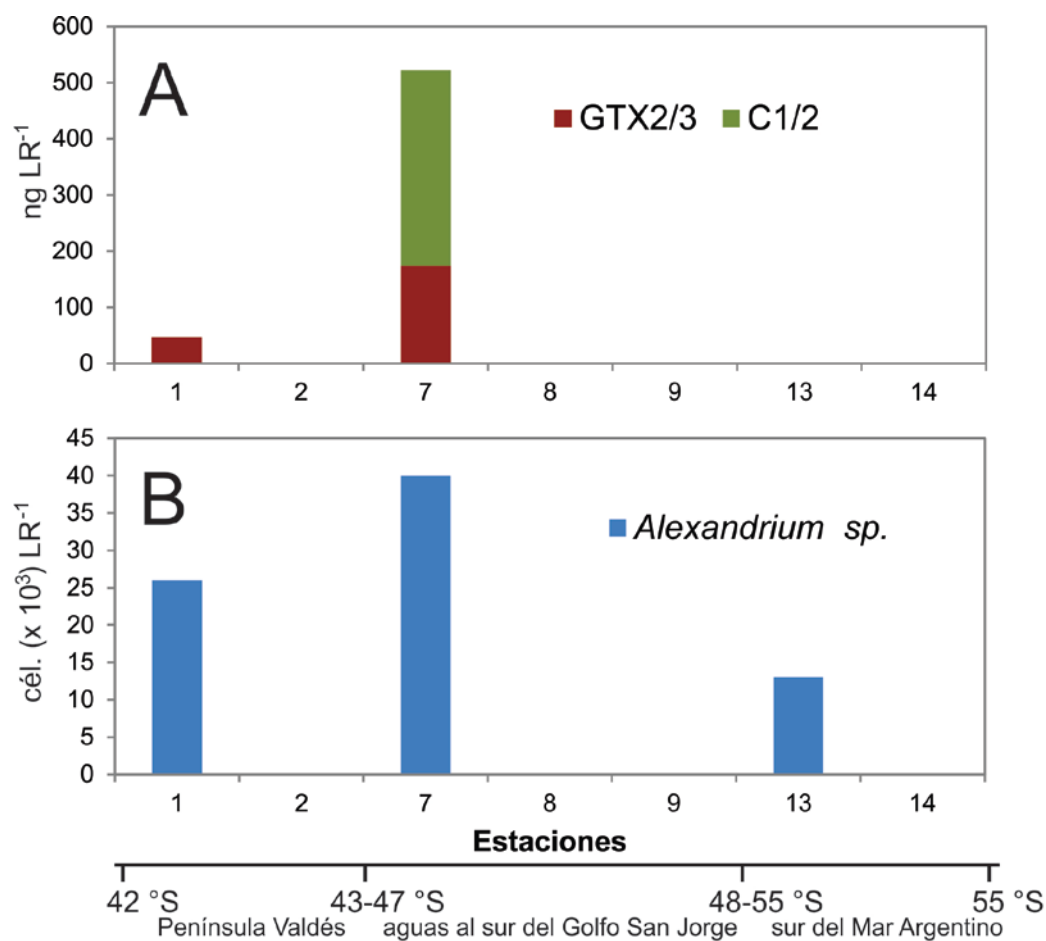 600
500
400
300
200
100
0
ng LR⁻¹
A
GTX2/3 C1/2
1 2 7 8 9 13 14
45
40
35
30
25
20
15
10
5
0
cél. (x 10³) LR⁻¹
B
Alexandrium sp.
1 2 7 8 9 13 14
Estaciones
42 °S 43-47 °S 48-55 °S 55 °S
Península Valdés aguas al sur del Golfo San Jorge sur del Mar Argentino